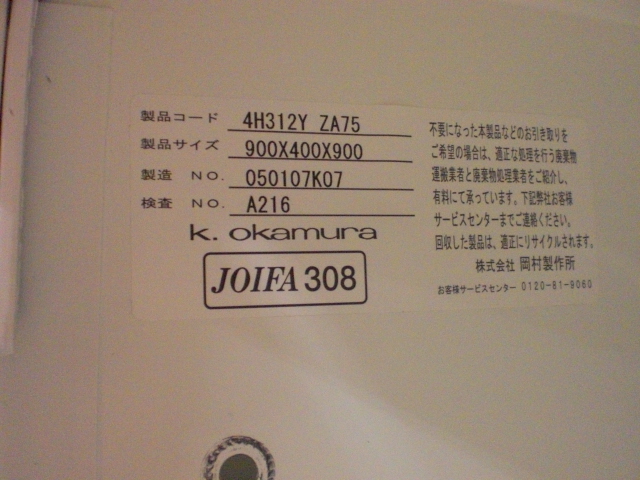 製品コード 4H312Y ZA75
製品サイズ 900X400X900
製造 NO. 050107K07
検査 NO. A216
k. okamura
JOIFA 308
不要になった本製品などのお引き取りを
ご希望の場合は、適正な処理を行う廃棄物
運搬業者と廃棄物処理業者をご紹介し、
有料にて承っています。下記弊社お客様
サービスセンターまでご連絡ください。
回収した製品は、適正にリサイクルされます。
株式会社 岡村製作所
お客様サービスセンター 0120-81-9060